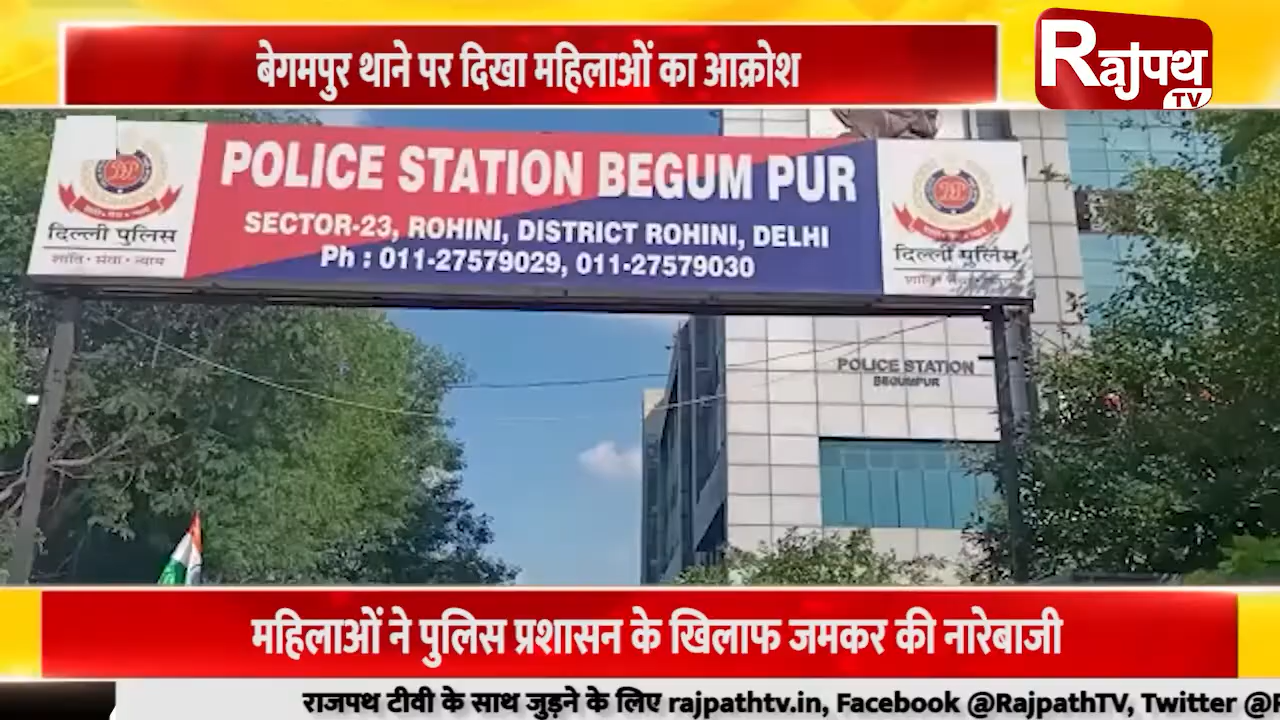 बेगमपुर थाने पर दिखा महिलाओं का आक्रोश
Rajपथ
TV
POLICE STATION BEGUM PUR
SECTOR-23, ROHINI, DISTRICT ROHINI, DELHI
Ph : 011-27579029, 011-27579030
दिल्ली पुलिस
शांति • सेवा • न्याय
दिल्ली पुलिस
POLICE STATION
BEGUMPUR
महिलाओं ने पुलिस प्रशासन के खिलाफ जमकर की नारेबाजी
राजपथ टीवी के साथ जुड़ने के लिए rajpathtv.in, Facebook @RajpathTV, Twitter @R